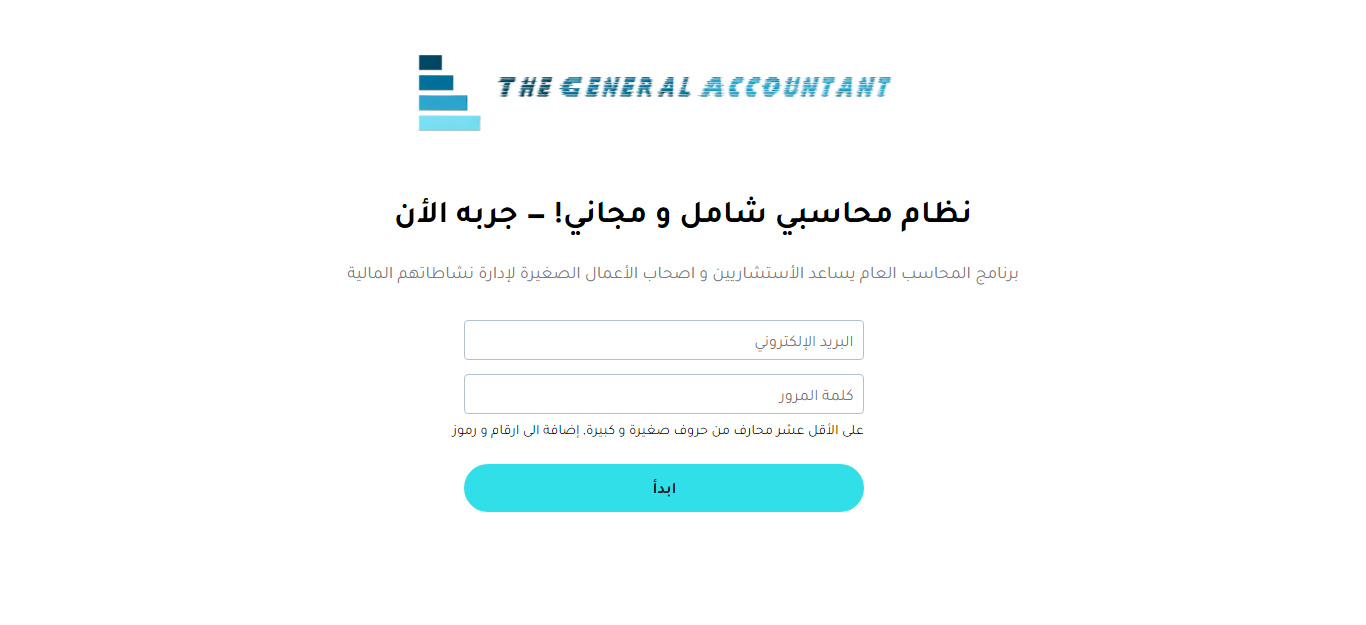 THE GENERAL ACCOUNTANT
نظام محاسبي شامل و مجاني! – جربه الأن
برنامج المحاسب العام يساعد الأستشاريين و اصحاب الأعمال الصغيرة لإدارة نشاطاتهم المالية
البريد الإلكتروني
كلمة المرور
على الأقل عشر محارف من حروف صغيرة و كبيرة, إضافة الى ارقام و رموز
ابدأ